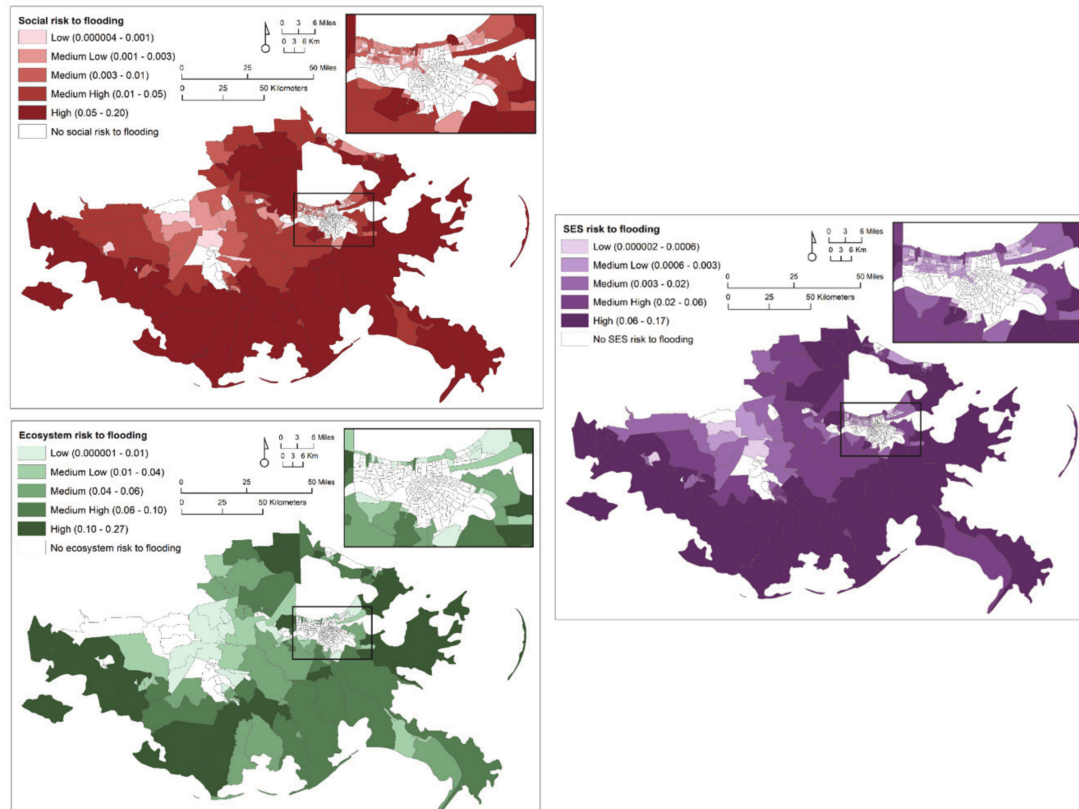 Social risk to flooding
Low (0.000004 - 0.001)
Medium Low (0.001 - 0.003)
Medium (0.003 - 0.01)
Medium High (0.01 - 0.05)
High (0.05 - 0.20)
No social risk to flooding
0 3 6 Miles
0 3 6 Km
0 25 50 Miles
0 25 50 Kilometers
Ecosystem risk to flooding
Low (0.000001 - 0.01)
Medium Low (0.01 - 0.04)
Medium (0.04 - 0.06)
Medium High (0.06 - 0.10)
High (0.10 - 0.27)
No ecosystem risk to flooding
0 3 6 Miles
0 3 6 Km
0 25 50 Miles
0 25 50 Kilometers
SES risk to flooding
Low (0.000002 - 0.0006)
Medium Low (0.0006 - 0.003)
Medium (0.003 - 0.02)
Medium High (0.02 - 0.06)
High (0.06 - 0.17)
No SES risk to flooding
0 3 6 Miles
0 3 6 Km
0 25 50 Miles
0 25 50 Kilometers